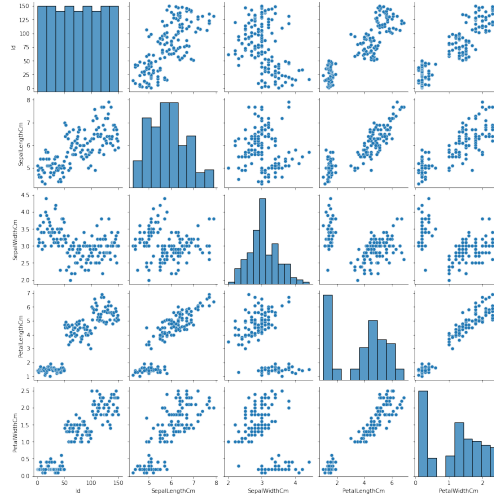 150
125
100
75
50
25
0
Id
8
7
6
5
SepalLengthCm
4.5
4.0
3.5
3.0
2.5
2.0
SepalWidthCm
7
6
5
4
3
2
1
PetalLengthCm
2.5
2.0
1.5
1.0
0.5
0.0
PetalWidthCm
0 50 100 150
Id
5 6 7 8
SepalLengthCm
2 3 4
SepalWidthCm
2 4 6
PetalLengthCm
0 1 2
PetalWidthCm